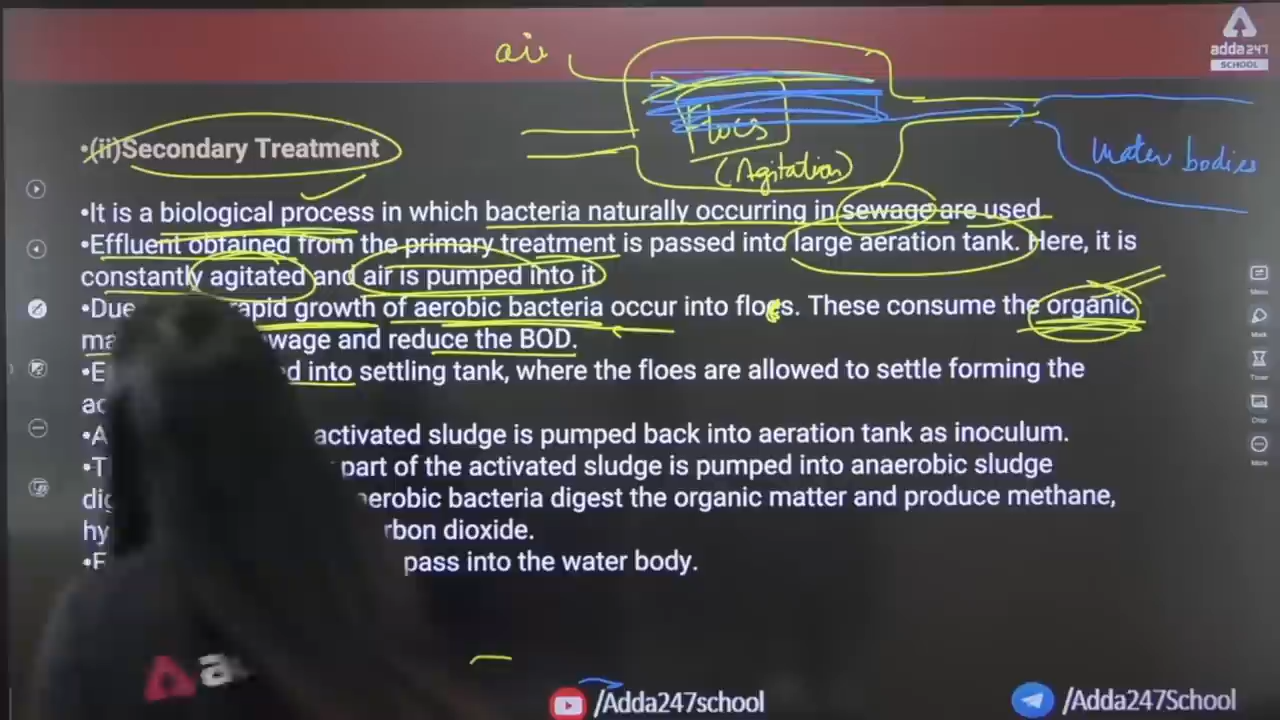 air
adda247
SCHOOL
Flocs
(Agitation)
water bodies
•(ii)Secondary Treatment
•It is a biological process in which bacteria naturally occurring in sewage are used
•Effluent obtained from the primary treatment is passed into large aeration tank. Here, it is
constantly agitated and air is pumped into it
•Due rapid growth of aerobic bacteria occur into floes. These consume the organic
and reduce the BOD.
into settling tank, where the floes are allowed to settle forming the
activated sludge is pumped back into aeration tank as inoculum.
part of the activated sludge is pumped into anaerobic sludge
bacteria digest the organic matter and produce methane,
dioxide.
pass into the water body.
/Adda247school
/Adda247School